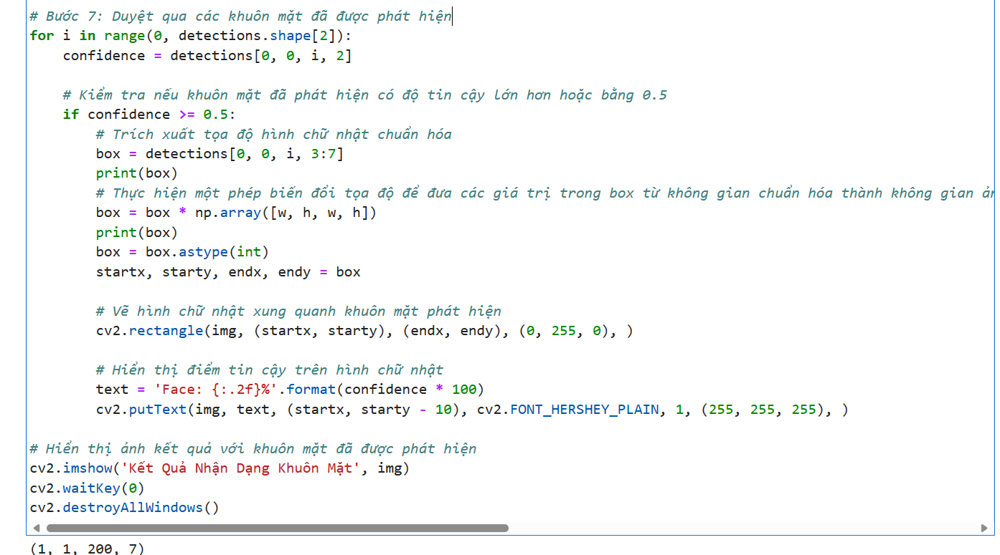 # Bước 7: Duyệt qua các khuôn mặt đã được phát hiện
for i in range(0, detections.shape[2]):
    confidence = detections[0, 0, i, 2]
    # Kiểm tra nếu khuôn mặt đã phát hiện có độ tin cậy lớn hơn hoặc bằng 0.5
    if confidence >= 0.5:
        # Trích xuất tọa độ hình chữ nhật chuẩn hóa
        box = detections[0, 0, i, 3:7]
        print(box)
        # Thực hiện một phép biến đổi tọa độ để đưa các giá trị trong box từ không gian chuẩn hóa thành không gian
        box = box * np.array([w, h, w, h])
        print(box)
        box = box.astype(int)
        startx, starty, endx, endy = box
        # Vẽ hình chữ nhật xung quanh khuôn mặt phát hiện
        cv2.rectangle(img, (startx, starty), (endx, endy), (0, 255, 0), )
        # Hiển thị điểm tin cậy trên hình chữ nhật
        text = 'Face: {:.2f}%'.format(confidence * 100)
        cv2.putText(img, text, (startx, starty - 10), cv2.FONT_HERSHEY_PLAIN, 1, (255, 255, 255), )
# Hiển thị ảnh kết quả với khuôn mặt đã được phát hiện
cv2.imshow('Kết Quả Nhận Dạng Khuôn Mặt', img)
cv2.waitKey(0)
cv2.destroyAllWindows()
(1, 1, 200, 7)